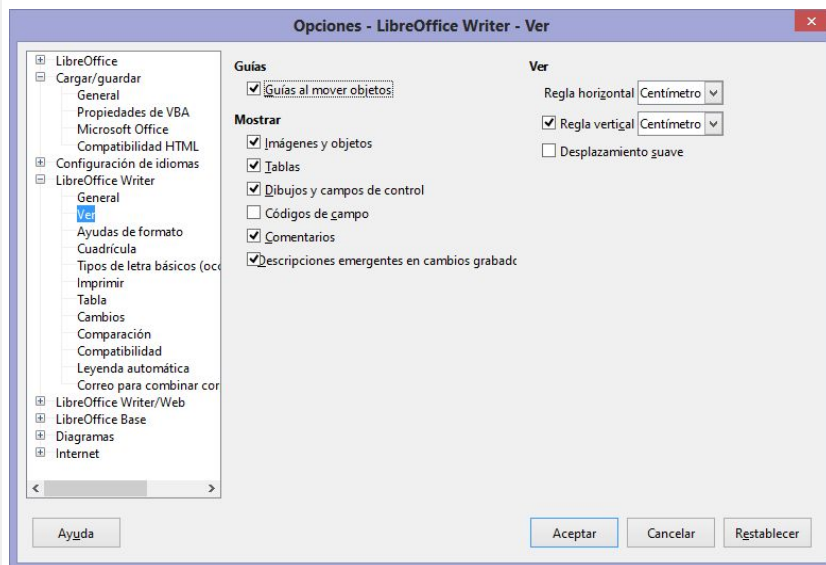 Opciones - LibreOffice Writer - Ver
LibreOffice
Cargar/guardar
General
Propiedades de VBA
Microsoft Office
Compatibilidad HTML
Configuración de idiomas
LibreOffice Writer
General
Ver
Ayudas de formato
Cuadrícula
Tipos de letra básicos (occ
Imprimir
Tabla
Cambios
Comparación
Compatibilidad
Leyenda automática
Correo para combinar cor
LibreOffice Writer/Web
LibreOffice Base
Diagramas
Internet
Guías
Guías al mover objetos
Mostrar
Imágenes y objetos
Tablas
Dibujos y campos de control
Códigos de campo
Comentarios
Descripciones emergentes en cambios grabado
Ver
Regla horizontal Centímetro
Regla vertical Centímetro
Desplazamiento suave
Ayuda
Aceptar
Cancelar
Restablecer